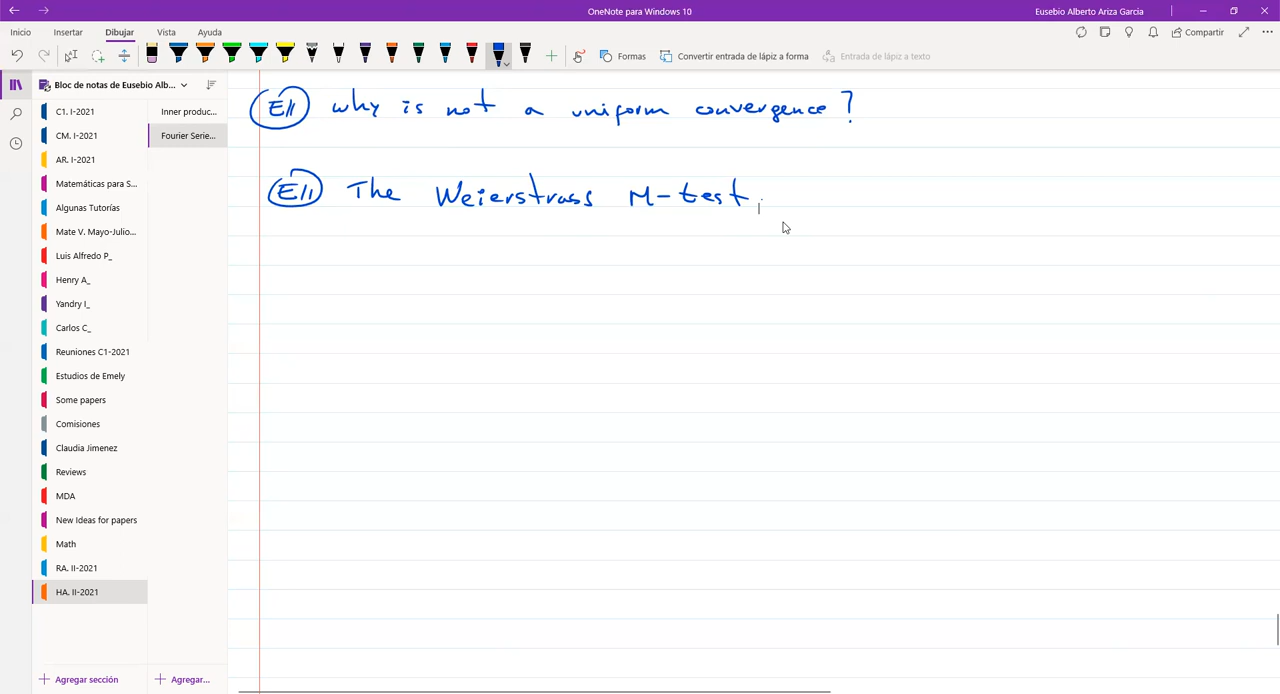 OneNote para Windows 10
Eusebio Alberto Ariza Garcia
Inicio
Insertar
Dibujar
Vista
Ayuda
Compartir
Formas
Convertir entrada de lápiz a forma
Entrada de lápiz a texto
Bloc de notas de Eusebio Alb...
C1. I-2021
CM. I-2021
AR. I-2021
Matemáticas para S...
Algunas Tutorías
Mate V. Mayo-Julio...
Luis Alfredo P_
Henry A_
Yandry I_
Carlos C_
Reuniones C1-2021
Estudios de Emely
Some papers
Comisiones
Claudia Jimenez
Reviews
MDA
New Ideas for papers
Math
RA. II-2021
HA. II-2021
Agregar sección
Inner produc...
Fourier Serie...
Agregar...
E11 why is not a uniform convergence?
E11 The Weierstrass M-test